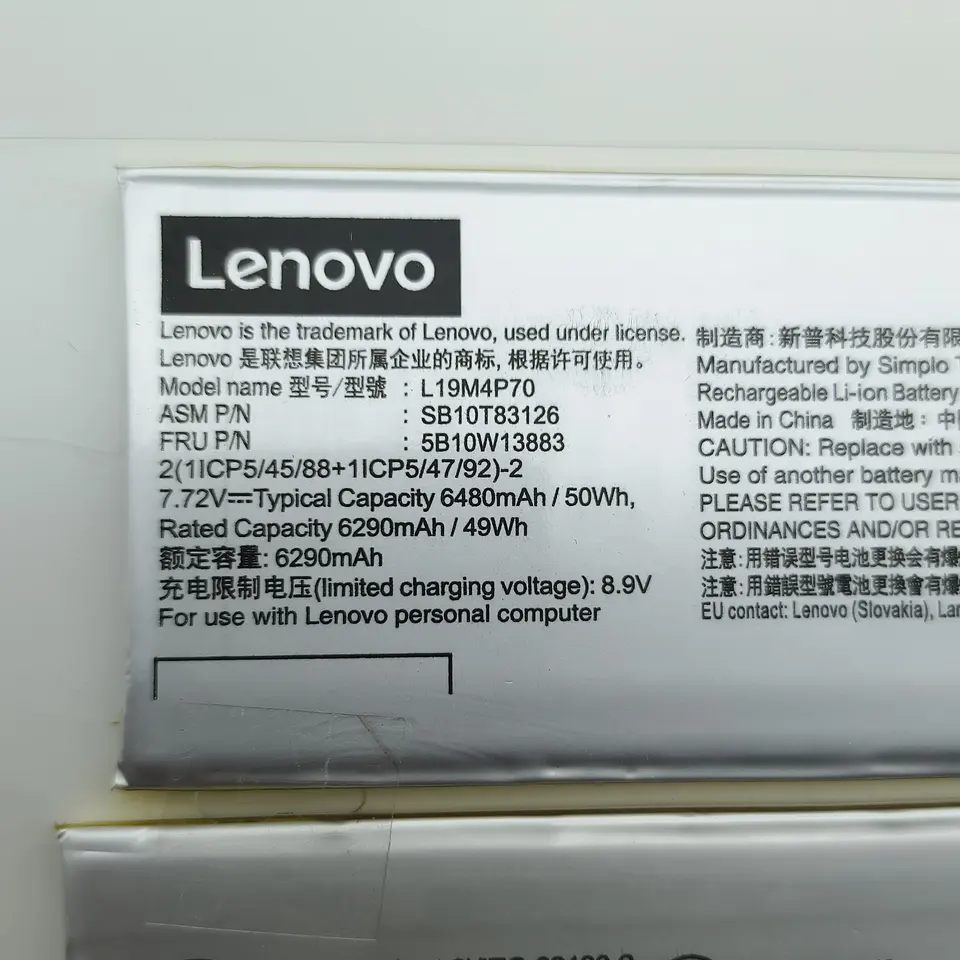 Lenovo
Lenovo is the trademark of Lenovo, used under license.
Lenovo 是联想集团所属企业的商标, 根据许可使用。
Model name 型号/型號 : L19M4P70
ASM P/N : SB10T83126
FRU P/N : 5B10W13883
2(1ICP5/45/88+1ICP5/47/92)-2
7.72V⎓Typical Capacity 6480mAh / 50Wh,
Rated Capacity 6290mAh / 49Wh
额定容量: 6290mAh
充电限制电压(limited charging voltage): 8.9V
For use with Lenovo personal computer
制造商: 新普科技股份有限
Manufactured by Simplo
Rechargeable Li-ion Battery
Made in China 制造地: 中
CAUTION: Replace with
Use of another battery
PLEASE REFER TO USER
ORDINANCES AND/OR
注意: 用错误型号电池更换会有爆
注意: 用錯誤型號電池更換會有爆
EU contact: Lenovo (Slovakia),